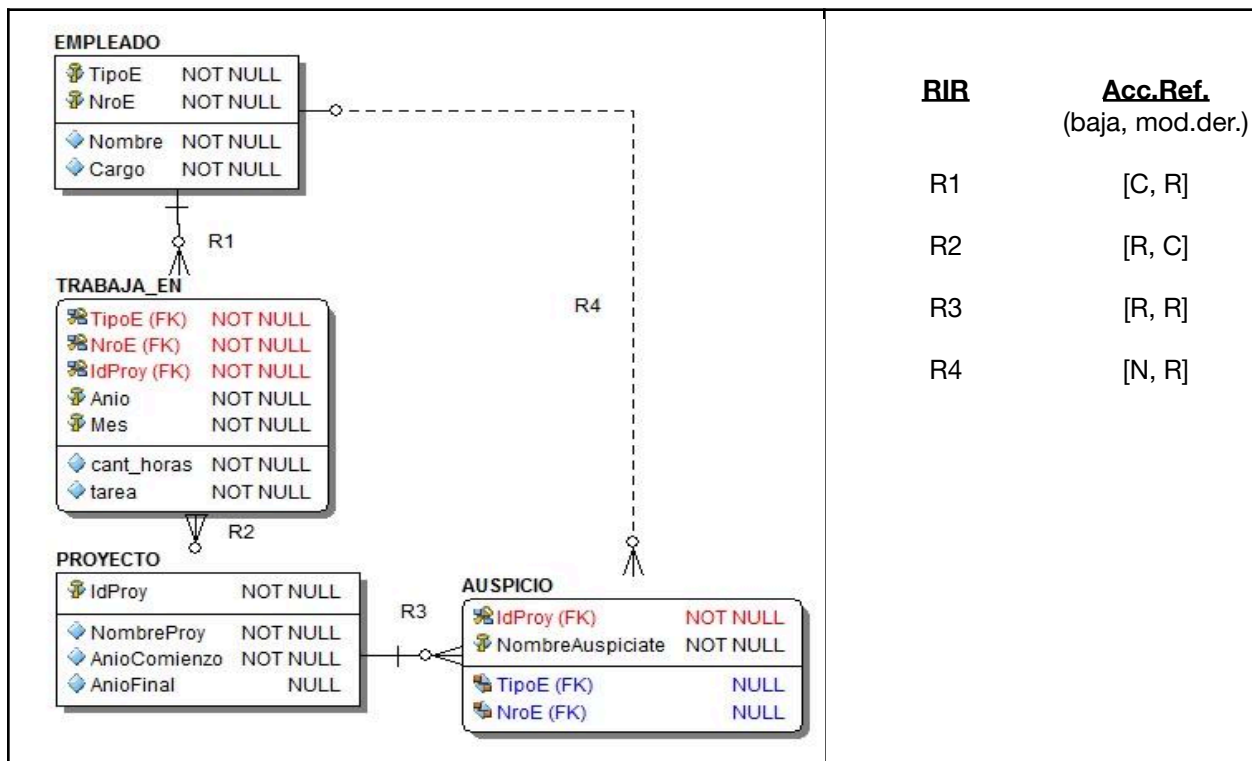 EMPLEADO
TipoE NOT NULL
NroE NOT NULL
Nombre NOT NULL
Cargo NOT NULL
R1
TRABAJA_EN
TipoE (FK) NOT NULL
NroE (FK) NOT NULL
IdProy (FK) NOT NULL
Anio NOT NULL
Mes NOT NULL
cant_horas NOT NULL
tarea NOT NULL
R2
PROYECTO
IdProy NOT NULL
NombreProy NOT NULL
AnioComienzo NOT NULL
AnioFinal NULL
R3
R4
AUSPICIO
IdProy (FK) NOT NULL
NombreAuspiciate NOT NULL
TipoE (FK) NULL
NroE (FK) NULL
RIR Acc.Ref.
(baja, mod.der.)
R1 [C, R]
R2 [R, C]
R3 [R, R]
R4 [N, R]